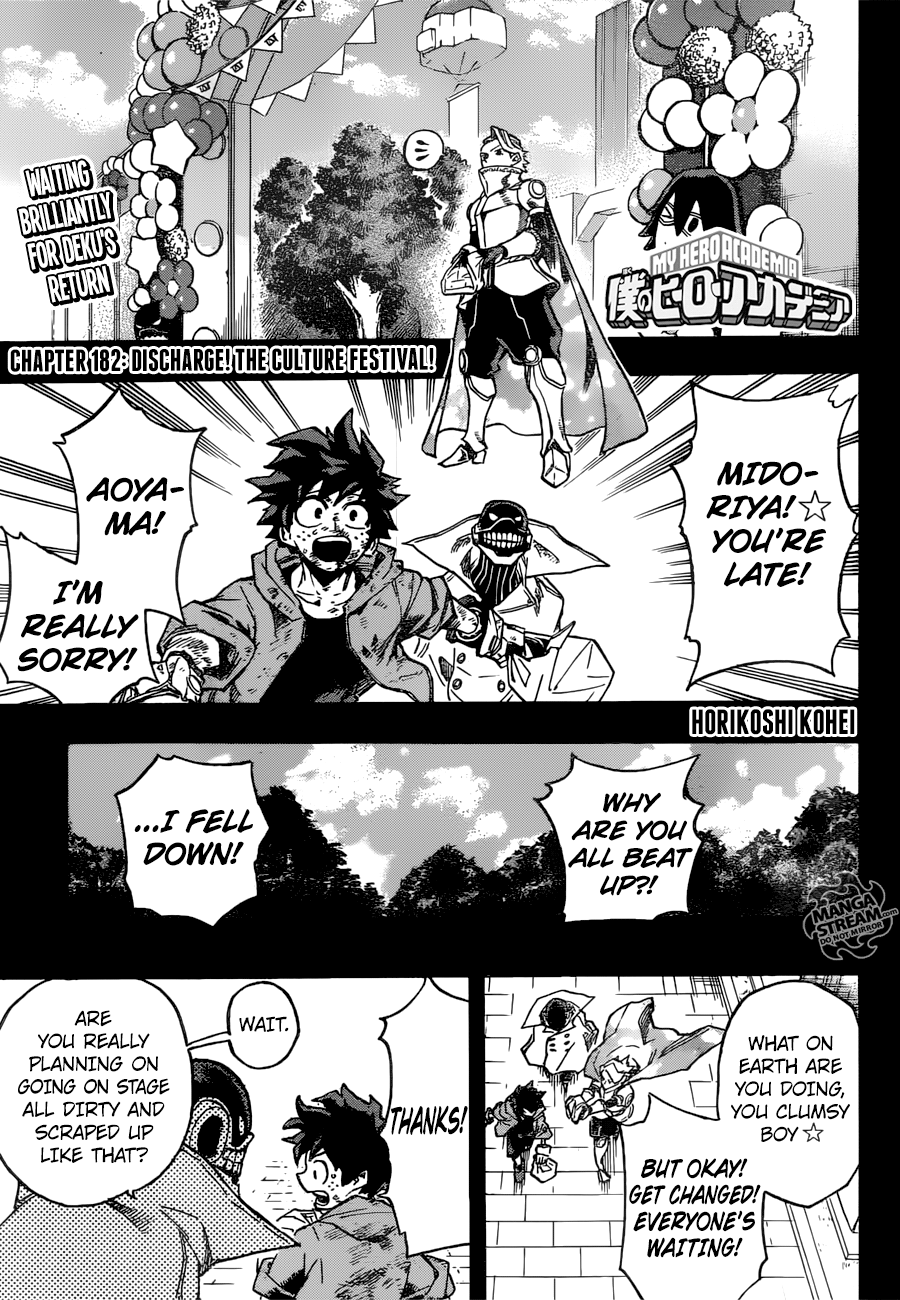 WAITING
BRILLIANTLY
FOR DEKU'S
RETURN
MY HERO ACADEMIA
僕のヒーローアカデミア
CHAPTER 182: DISCHARGE! THE CULTURE FESTIVAL!
MIDO-
RIYA!☆
YOU'RE
LATE!
AOYA-
MA!
I'M
REALLY
SORRY!
HORIKOSHI KOHEI
WHY
ARE YOU
ALL BEAT
UP?!
...I FELL
DOWN!
MANGA
STREAM.com
DO NOT MIRROR
WHAT ON
EARTH ARE
YOU DOING,
YOU CLUMSY
BOY☆
BUT OKAY!
GET CHANGED!
EVERYONE'S
WAITING!
THANKS!
WAIT.
ARE
YOU REALLY
PLANNING ON
GOING ON STAGE
ALL DIRTY AND
SCRAPED UP
LIKE THAT?